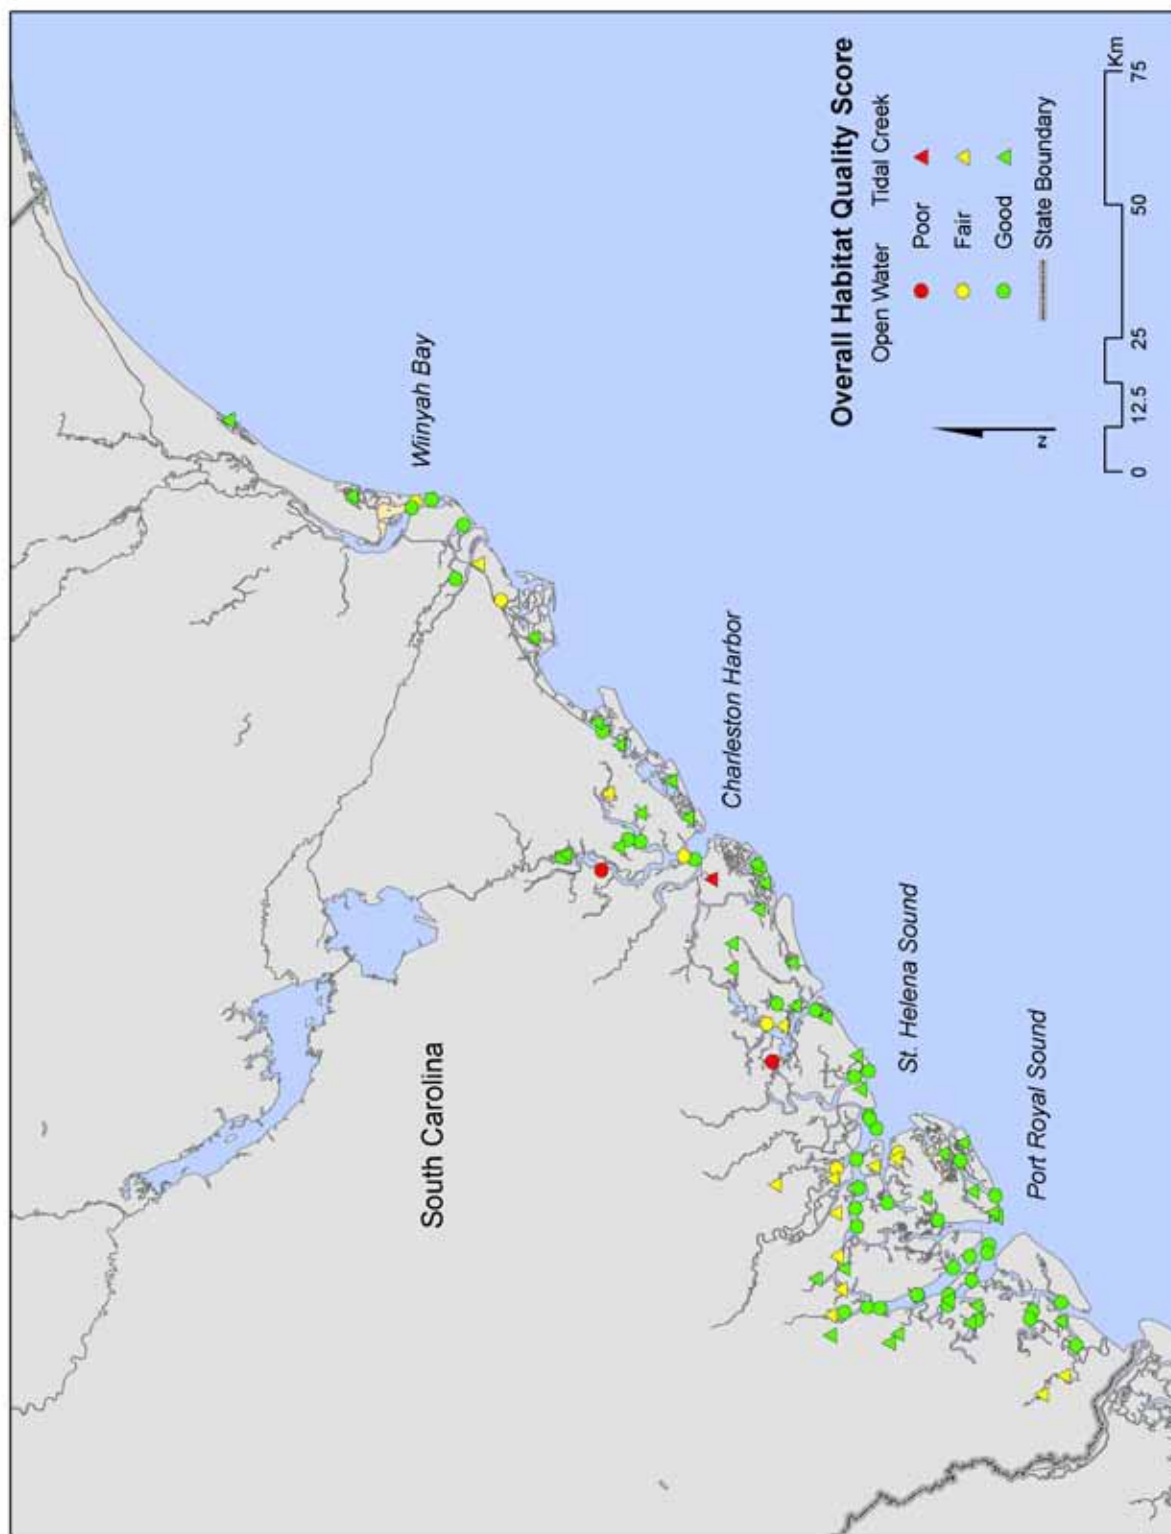 South Carolina
Winyah Bay
Charleston Harbor
St. Helena Sound
Port Royal Sound
Overall Habitat Quality Score
Open Water Tidal Creek
Poor
Fair
Good
State Boundary
N
0 12.5 25 50 75
Km